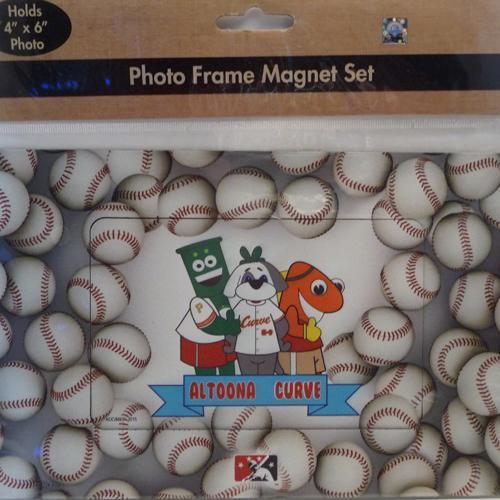 Holds
4" x 6"
Photo
Photo Frame Magnet Set
P
Curve
ALTOONA CURVE